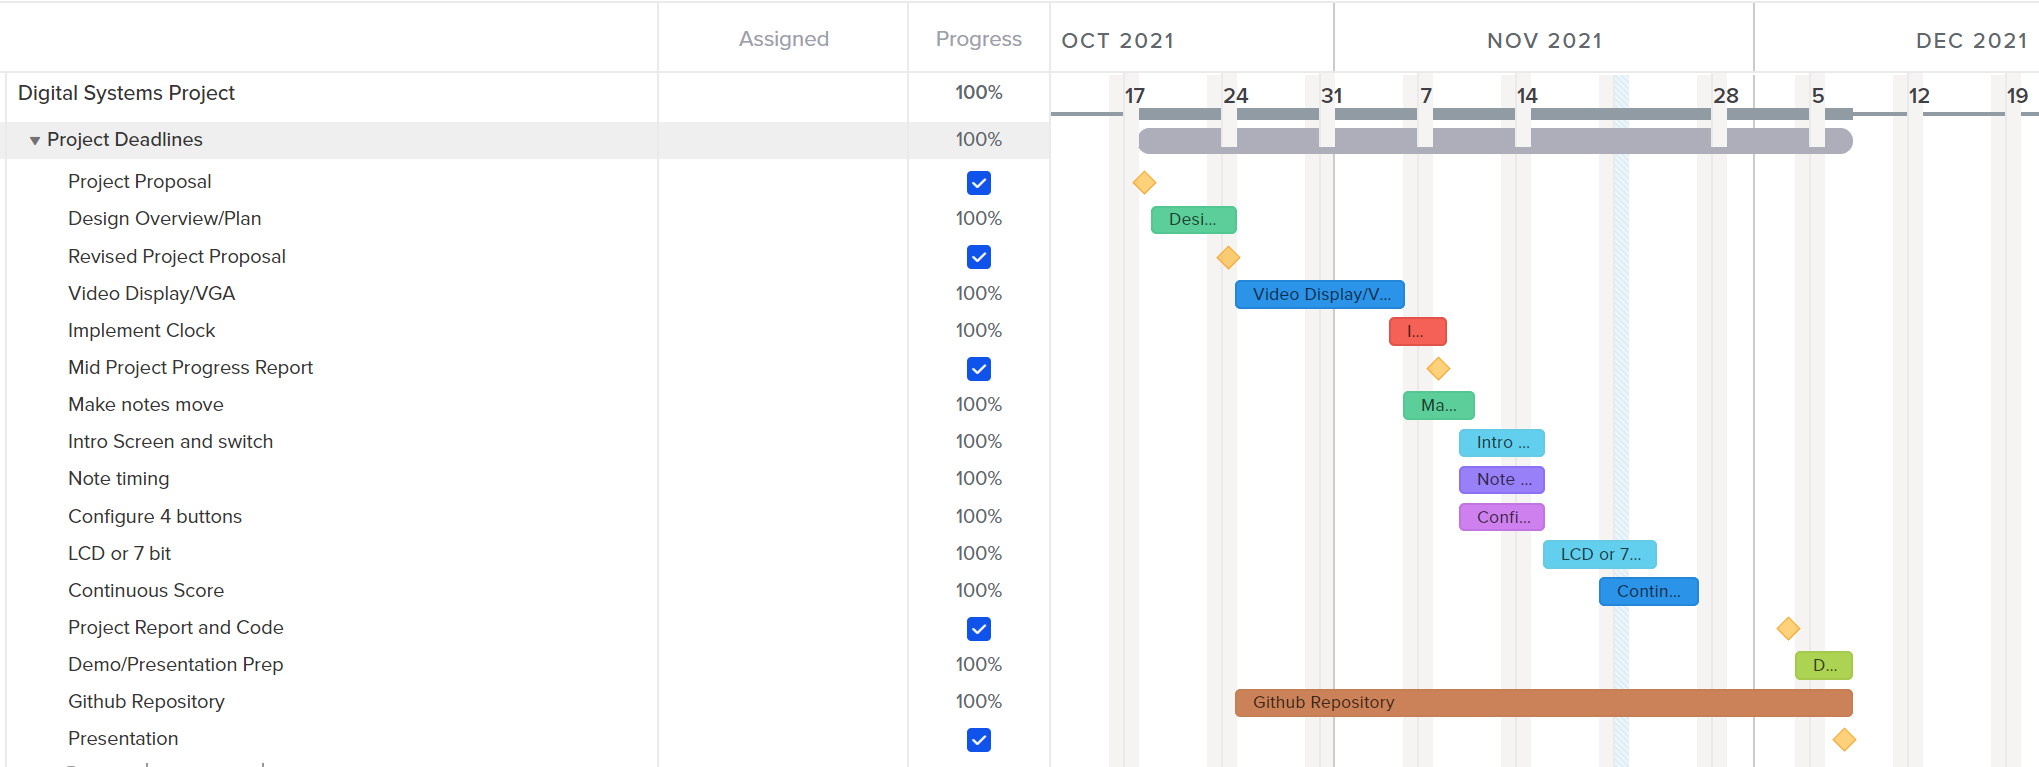 Assigned Progress OCT 2021 NOV 2021 DEC 2021
Digital Systems Project 100% 17 24 31 7 14 28 5 12 19
Project Deadlines 100%
Project Proposal
Design Overview/Plan 100% Desi...
Revised Project Proposal
Video Display/VGA 100% Video Display/V...
Implement Clock 100% I...
Mid Project Progress Report
Make notes move 100% Ma...
Intro Screen and switch 100% Intro ...
Note timing 100% Note ...
Configure 4 buttons 100% Confi...
LCD or 7 bit 100% LCD or 7...
Continuous Score 100% Contin...
Project Report and Code
Demo/Presentation Prep 100% D...
Github Repository 100% Github Repository
Presentation